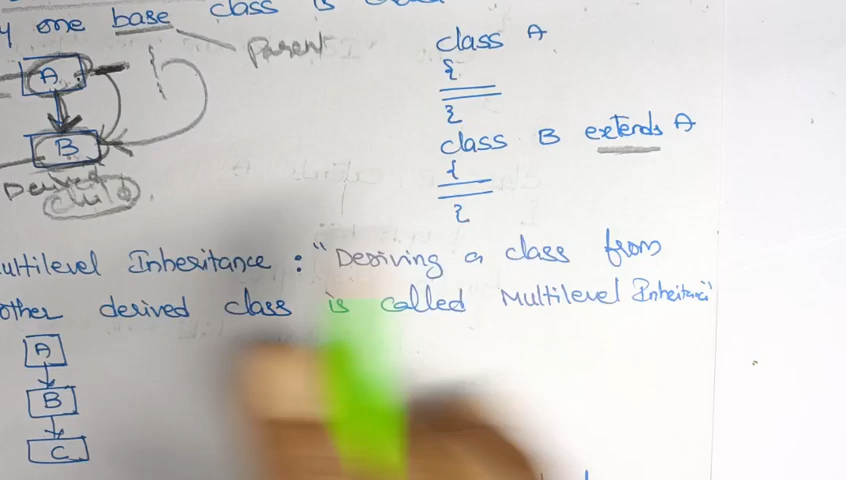 one base class is
Parent
A
B
Derived
class A
{
}
class B extends A
{
}
ultilevel Inheritance : "Deriving a class from
other derived class is called Multilevel Inheritance"
A
B
C